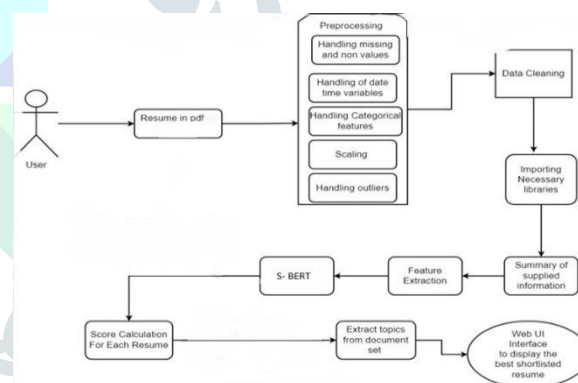 Preprocessing
Handling missing
and non values
Handling of date
time variables
Handling Categorical
features
Scaling
Handling outliers
Data Cleaning
Resume in pdf
User
Importing
Necessary
libraries
Summary of
supplied
information
Feature
Extraction
S- BERT
Score Calculation
For Each Resume
Extract topics
from document
set
Web UI
Interface
to display the
best shortlisted
resume